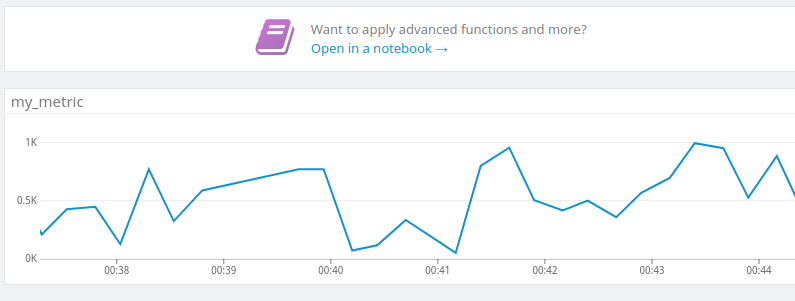 Want to apply advanced functions and more?
Open in a notebook →
my_metric
1K
0.5K
0K
00:38 00:39 00:40 00:41 00:42 00:43 00:44